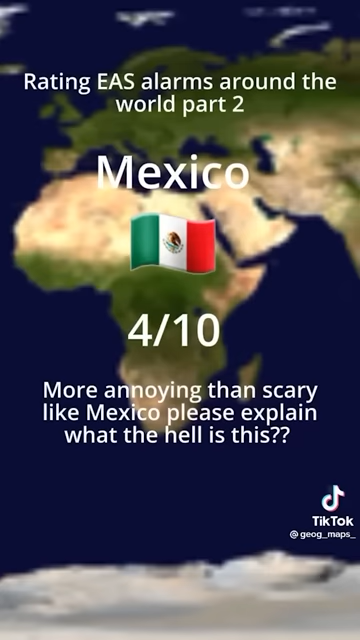 Rating EAS alarms around the
world part 2
Mexico
4/10
More annoying than scary
like Mexico please explain
what the hell is this??
TikTok
@geog_maps_